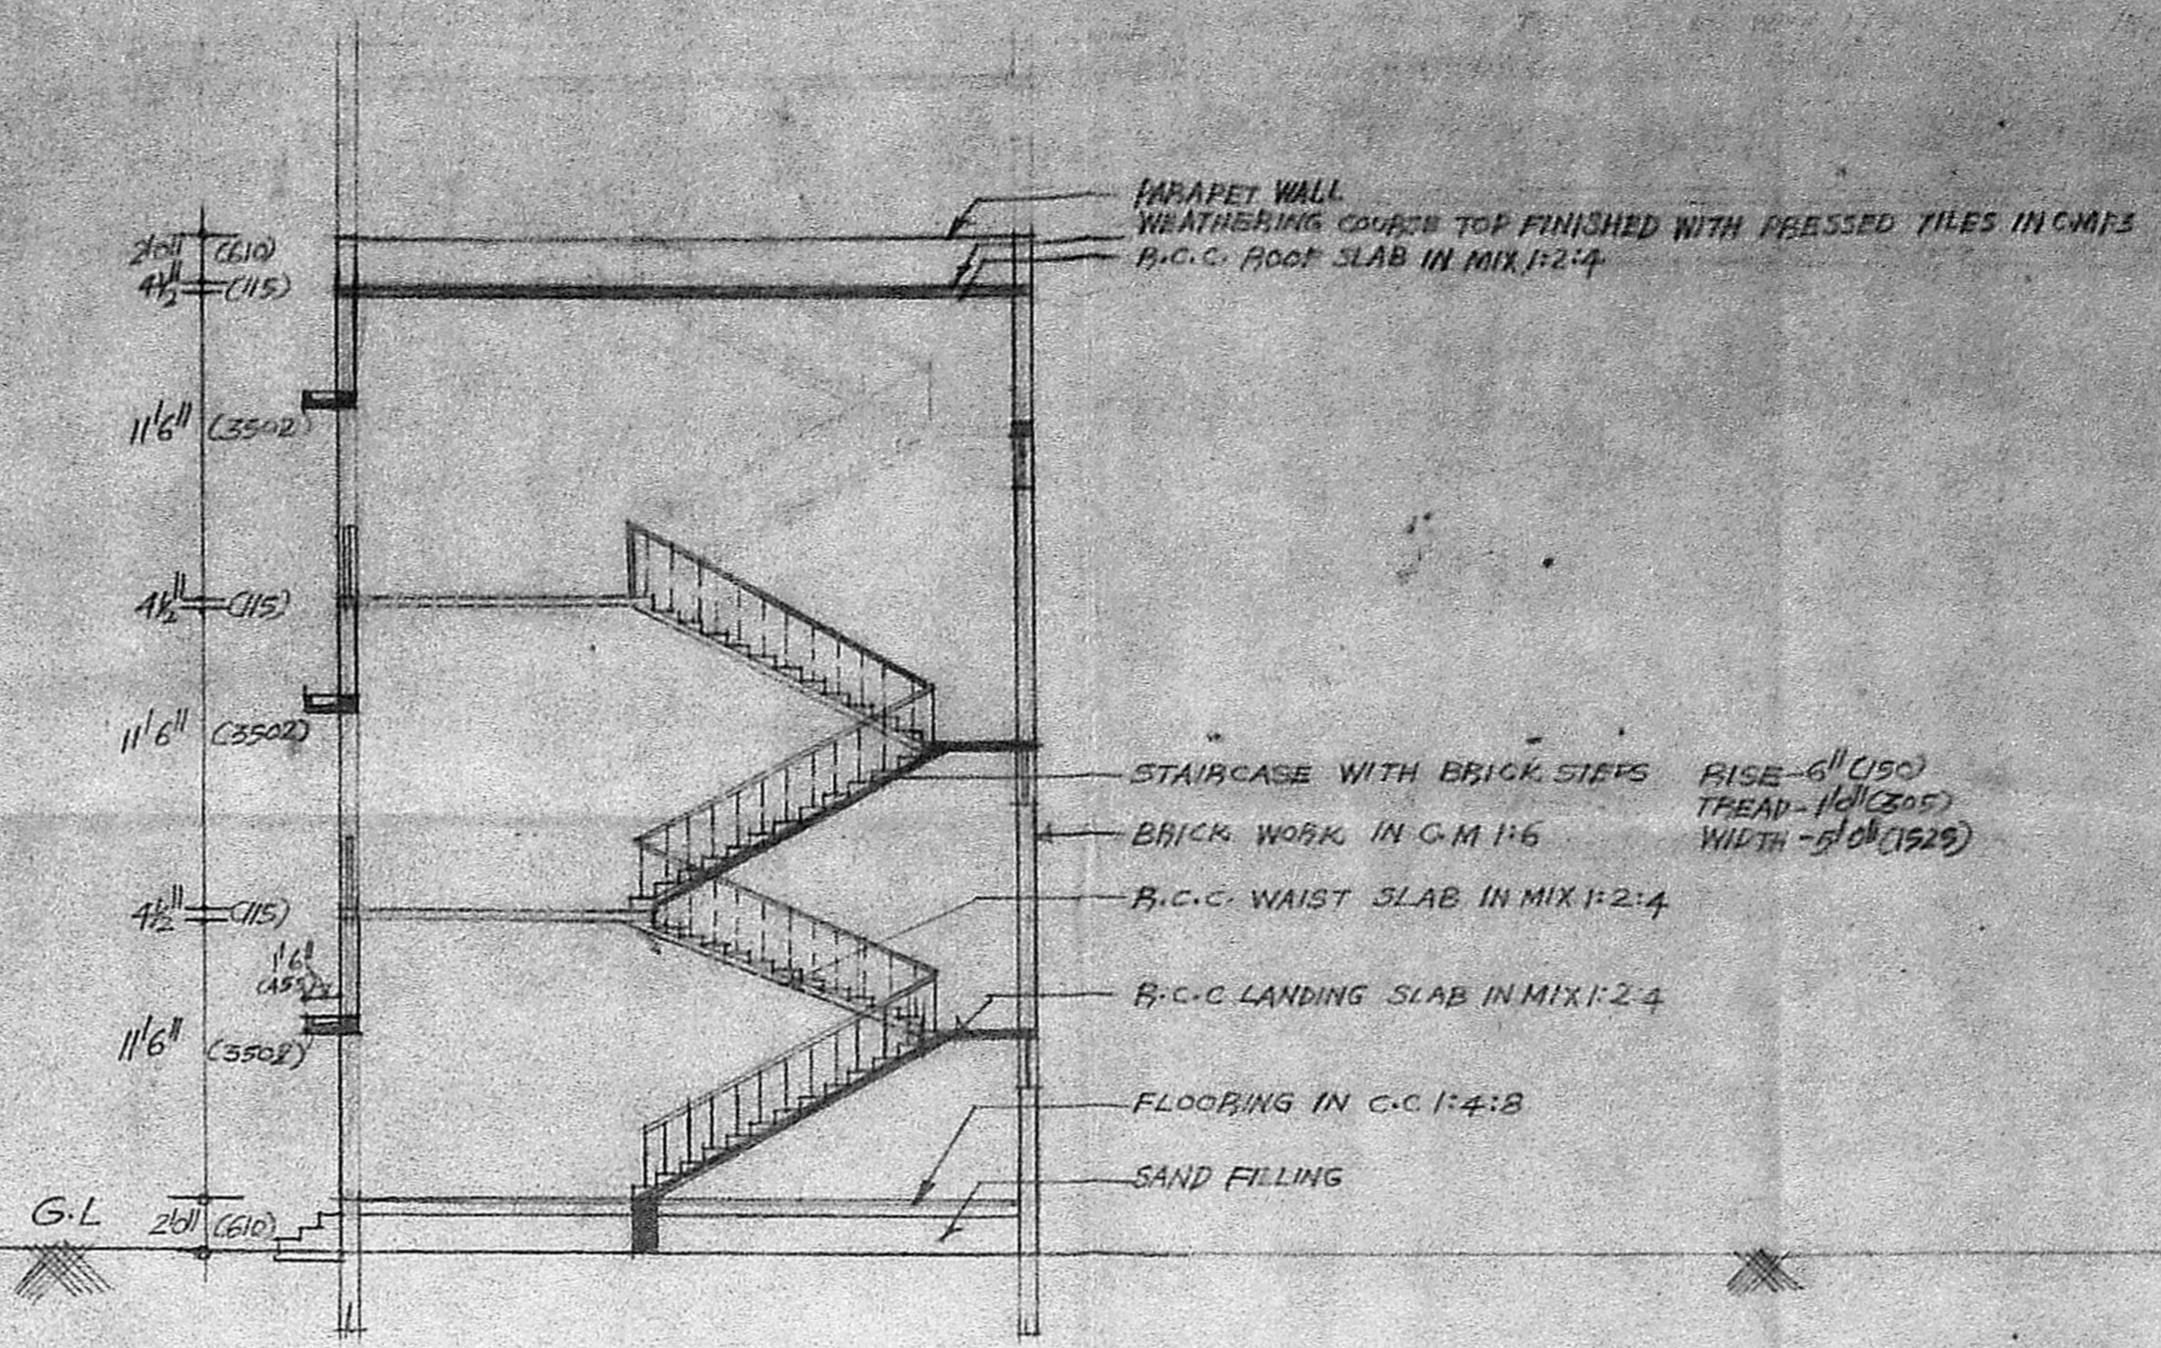 PARAPET WALL
WEATHERING COURSE TOP FINISHED WITH PRESSED TILES IN C.M 1:3
R.C.C. ROOF SLAB IN MIX 1:2:4
2'0" (610)
4½" (115)
11'6" (3502)
4½" (115)
11'6" (3502)
STAIRCASE WITH BRICK STEPS RISE-6" (150)
TREAD-1'0" (305)
BRICK WORK IN C.M 1:6 WIDTH-5'0" (1525)
4½" (115)
R.C.C. WAIST SLAB IN MIX 1:2:4
1'6"
(455)
R.C.C LANDING SLAB IN MIX 1:2:4
11'6" (3502)
FLOORING IN C.C 1:4:8
SAND FILLING
G.L 2'0" (610)